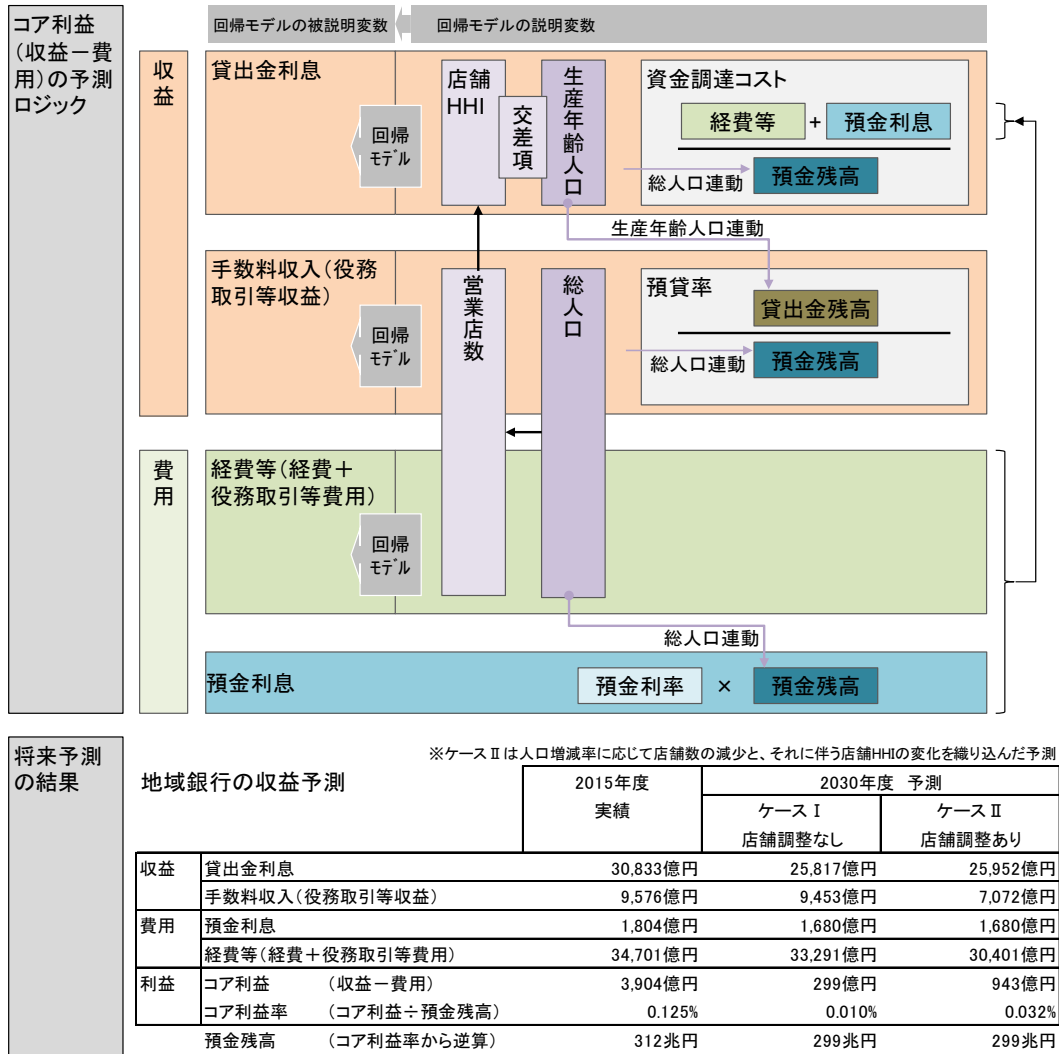 コア利益
(収益－費
用)の予測
ロジック
回帰モデルの被説明変数
回帰モデルの説明変数
収
益
貸出金利息
回帰
モデル
店舗
HHI
交
差
項
生
産
年
齢
人
口
資金調達コスト
経費等 + 預金利息
総人口連動
預金残高
生産年齢人口連動
手数料収入(役務
取引等収益)
回帰
モデル
営
業
店
数
総
人
口
預貸率
貸出金残高
総人口連動
預金残高
費
用
経費等(経費＋
役務取引等費用)
回帰
モデル
総人口連動
預金利息
預金利率 × 預金残高
将来予測
の結果
※ケースⅡは人口増減率に応じて店舗数の減少と、それに伴う店舗HHIの変化を織り込んだ予測
地域銀行の収益予測
2015年度 2030年度 予測
実績 ケースⅠ ケースⅡ
店舗調整なし 店舗調整あり
収益 貸出金利息 30,833億円 25,817億円 25,952億円
手数料収入(役務取引等収益) 9,576億円 9,453億円 7,072億円
費用 預金利息 1,804億円 1,680億円 1,680億円
経費等(経費＋役務取引等費用) 34,701億円 33,291億円 30,401億円
利益 コア利益 (収益－費用) 3,904億円 299億円 943億円
コア利益率 (コア利益÷預金残高) 0.125% 0.010% 0.032%
預金残高 (コア利益率から逆算) 312兆円 299兆円 299兆円